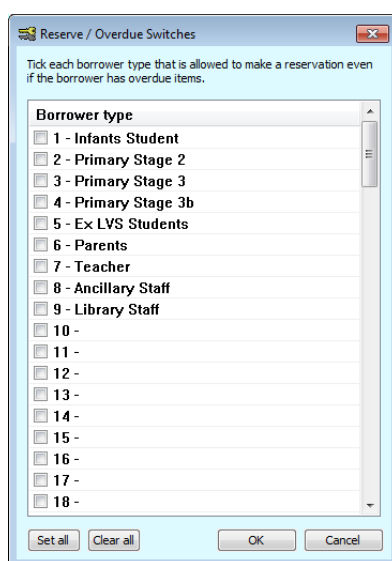 Reserve / Overdue Switches
Tick each borrower type that is allowed to make a reservation even
if the borrower has overdue items.
Borrower type
1 - Infants Student
2 - Primary Stage 2
3 - Primary Stage 3
4 - Primary Stage 3b
5 - Ex LVS Students
6 - Parents
7 - Teacher
8 - Ancillary Staff
9 - Library Staff
10 -
11 -
12 -
13 -
14 -
15 -
16 -
17 -
18 -
Set all Clear all OK Cancel